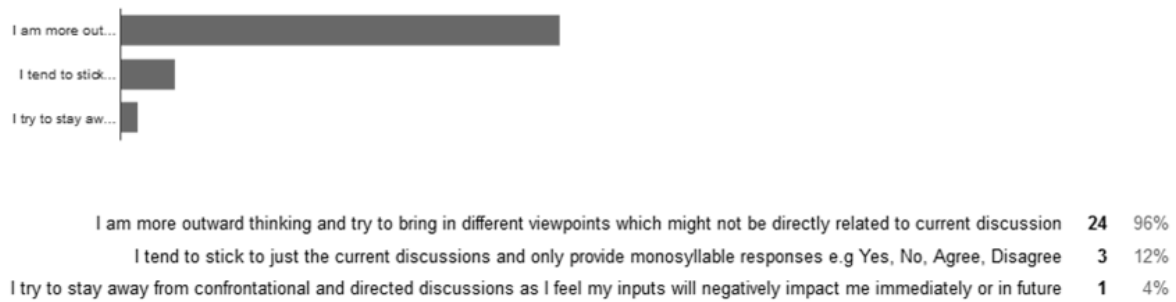 I am more out...
I tend to stick...
I try to stay aw...
I am more outward thinking and try to bring in different viewpoints which might not be directly related to current discussion 24 96%
I tend to stick to just the current discussions and only provide monosyllable responses e.g Yes, No, Agree, Disagree 3 12%
I try to stay away from confrontational and directed discussions as I feel my inputs will negatively impact me immediately or in future 1 4%